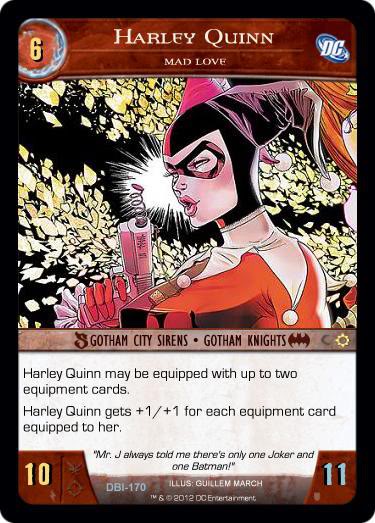 6
HARLEY QUINN
MAD LOVE
DC
GOTHAM CITY SIRENS • GOTHAM KNIGHTS
Harley Quinn may be equipped with up to two
equipment cards.
Harley Quinn gets +1/+1 for each equipment card
equipped to her.
"Mr. J always told me there's only one Joker and
one Batman!"
10
DBI-170
ILLUS: GUILLEM MARCH
11
™ & © 2012 DC Entertainment